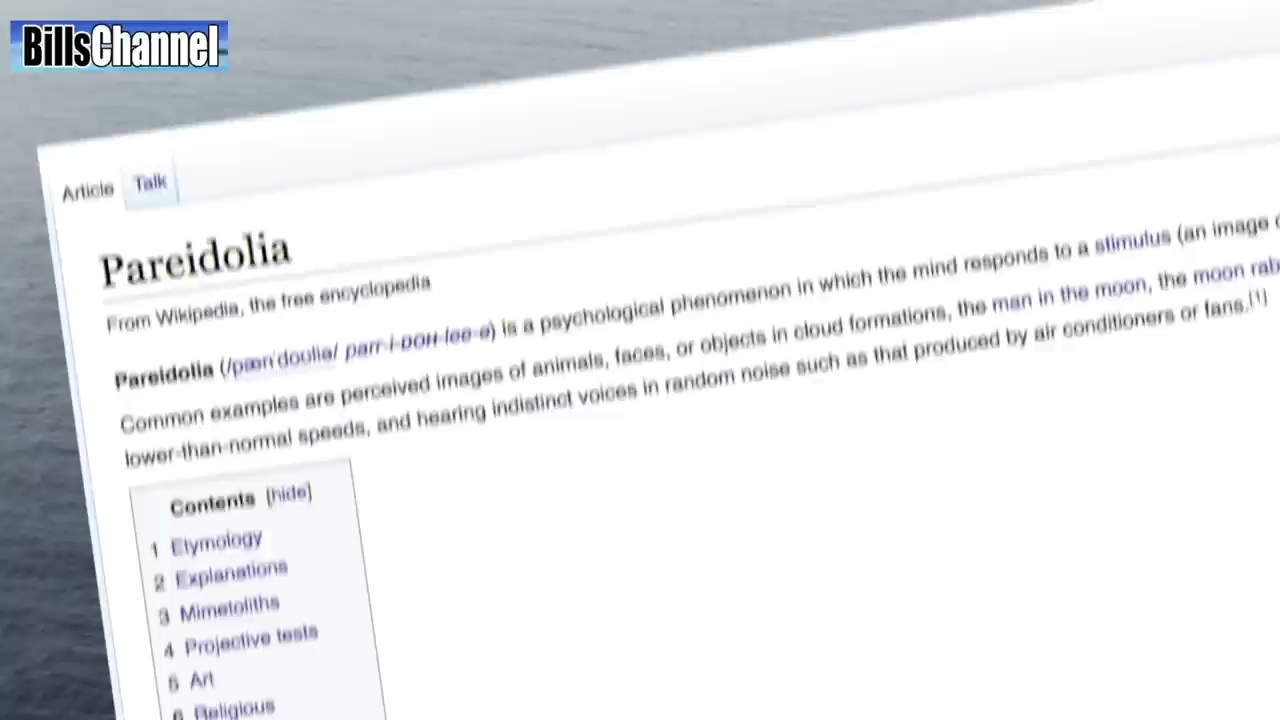 BillsChannel
Article Talk
Pareidolia
From Wikipedia, the free encyclopedia
Pareidolia (/pærɪˈdoʊliə/ parr-i-DOH-lee-ə) is a psychological phenomenon in which the mind responds to a stimulus (an image
Common examples are perceived images of animals, faces, or objects in cloud formations, the man in the moon, the moon
lower-than-normal speeds, and hearing indistinct voices in random noise such as that produced by air conditioners or fans.[1]
Contents [hide]
1 Etymology
2 Explanations
3 Mimetoliths
4 Projective tests
5 Art
6 Religious